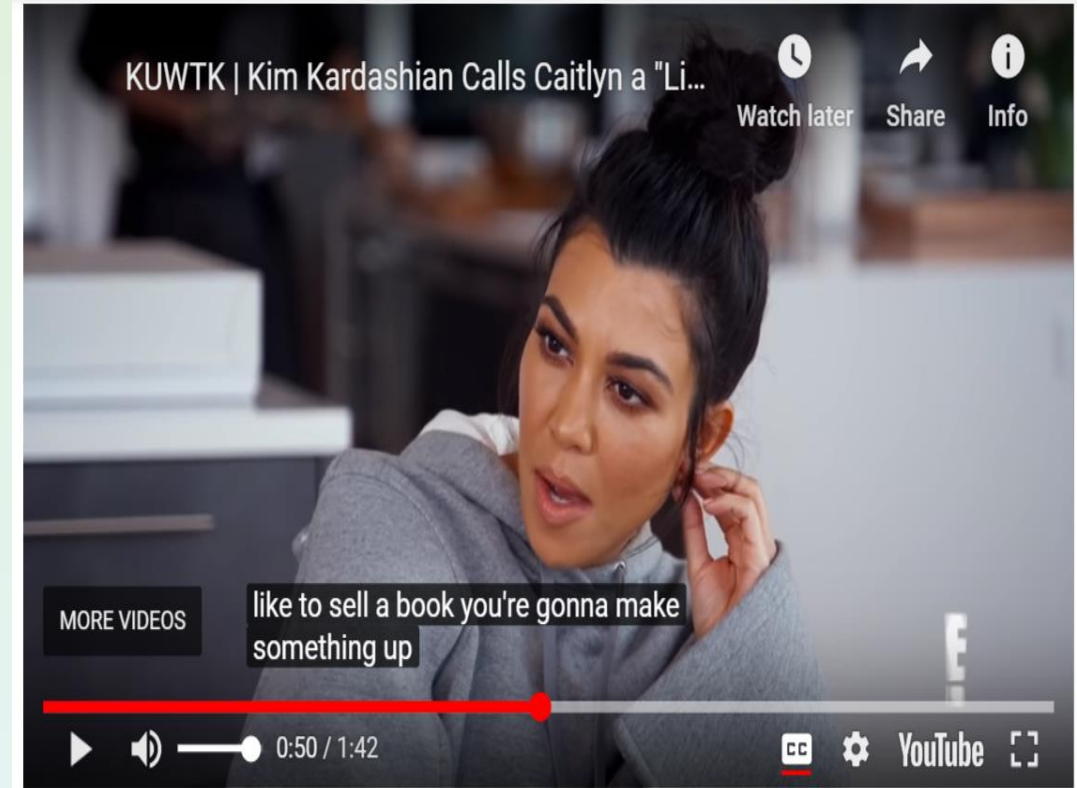 KUWTK | Kim Kardashian Calls Caitlyn a "Li...
Watch later Share Info
MORE VIDEOS
like to sell a book you're gonna make
something up
E
0:50 / 1:42
CC YouTube